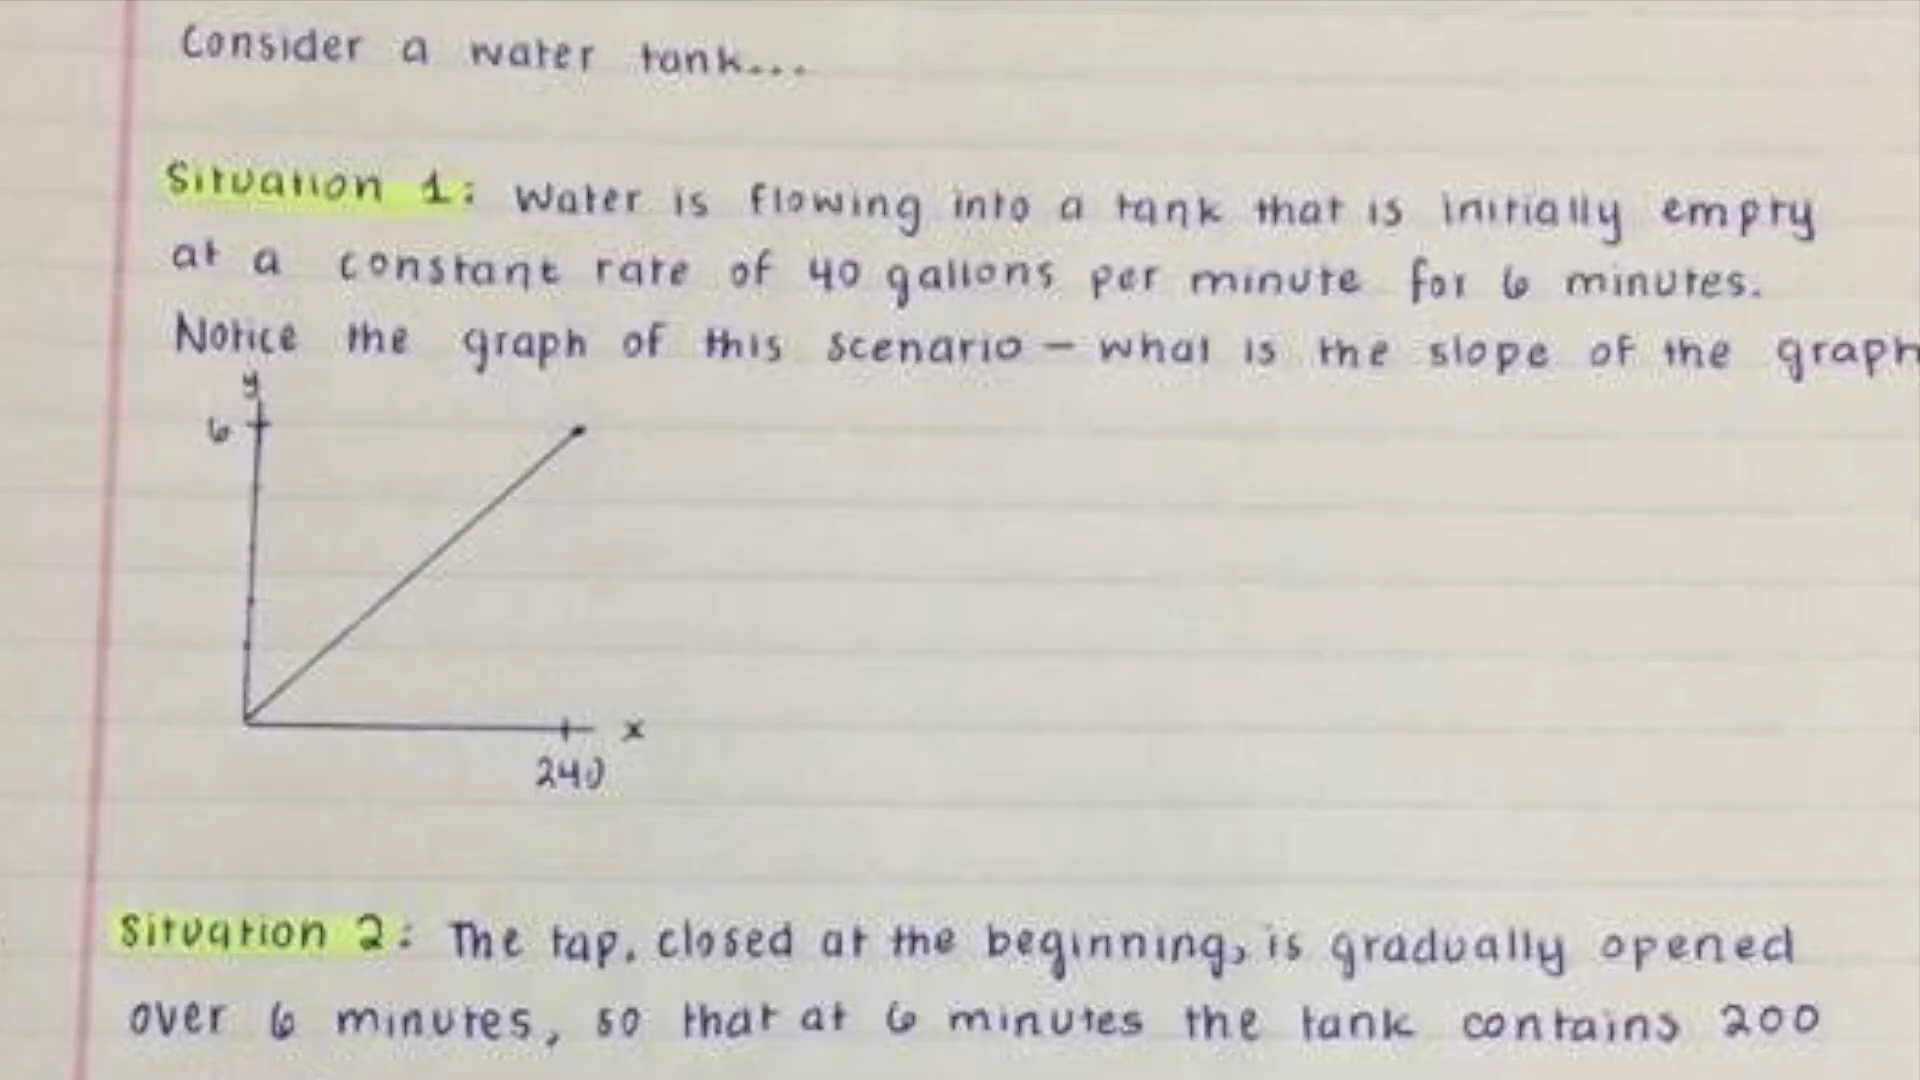 Consider a water tank...
Situation 1: Water is flowing into a tank that is initially empty
at a constant rate of 40 gallons per minute for 6 minutes.
Notice the graph of this scenario - what is the slope of the graph
y
6
x
240
Situation 2: The tap, closed at the beginning, is gradually opened
over 6 minutes, so that at 6 minutes the tank contains 200